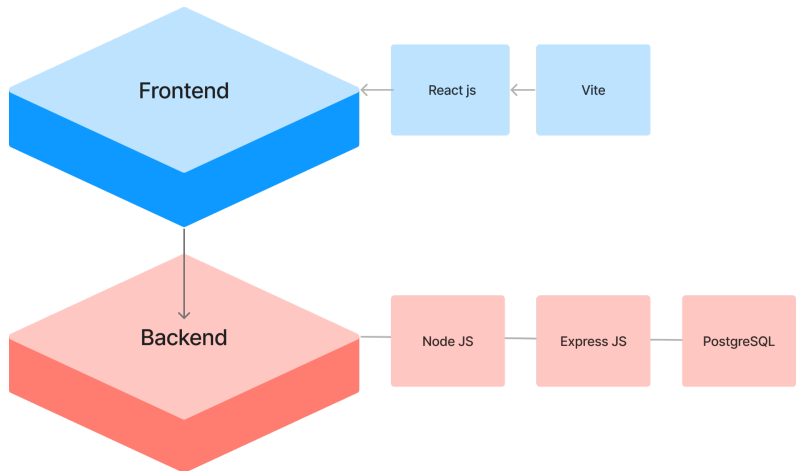 Frontend
React js
Vite
Backend
Node JS
Express JS
PostgreSQL